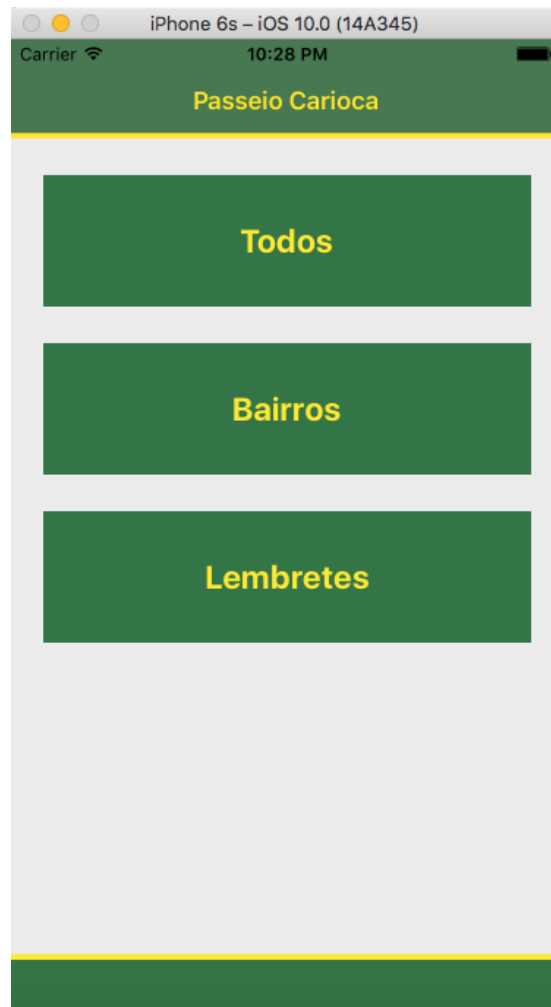 iPhone 6s – iOS 10.0 (14A345)
Carrier 10:28 PM
Passeio Carioca
Todos
Bairros
Lembretes